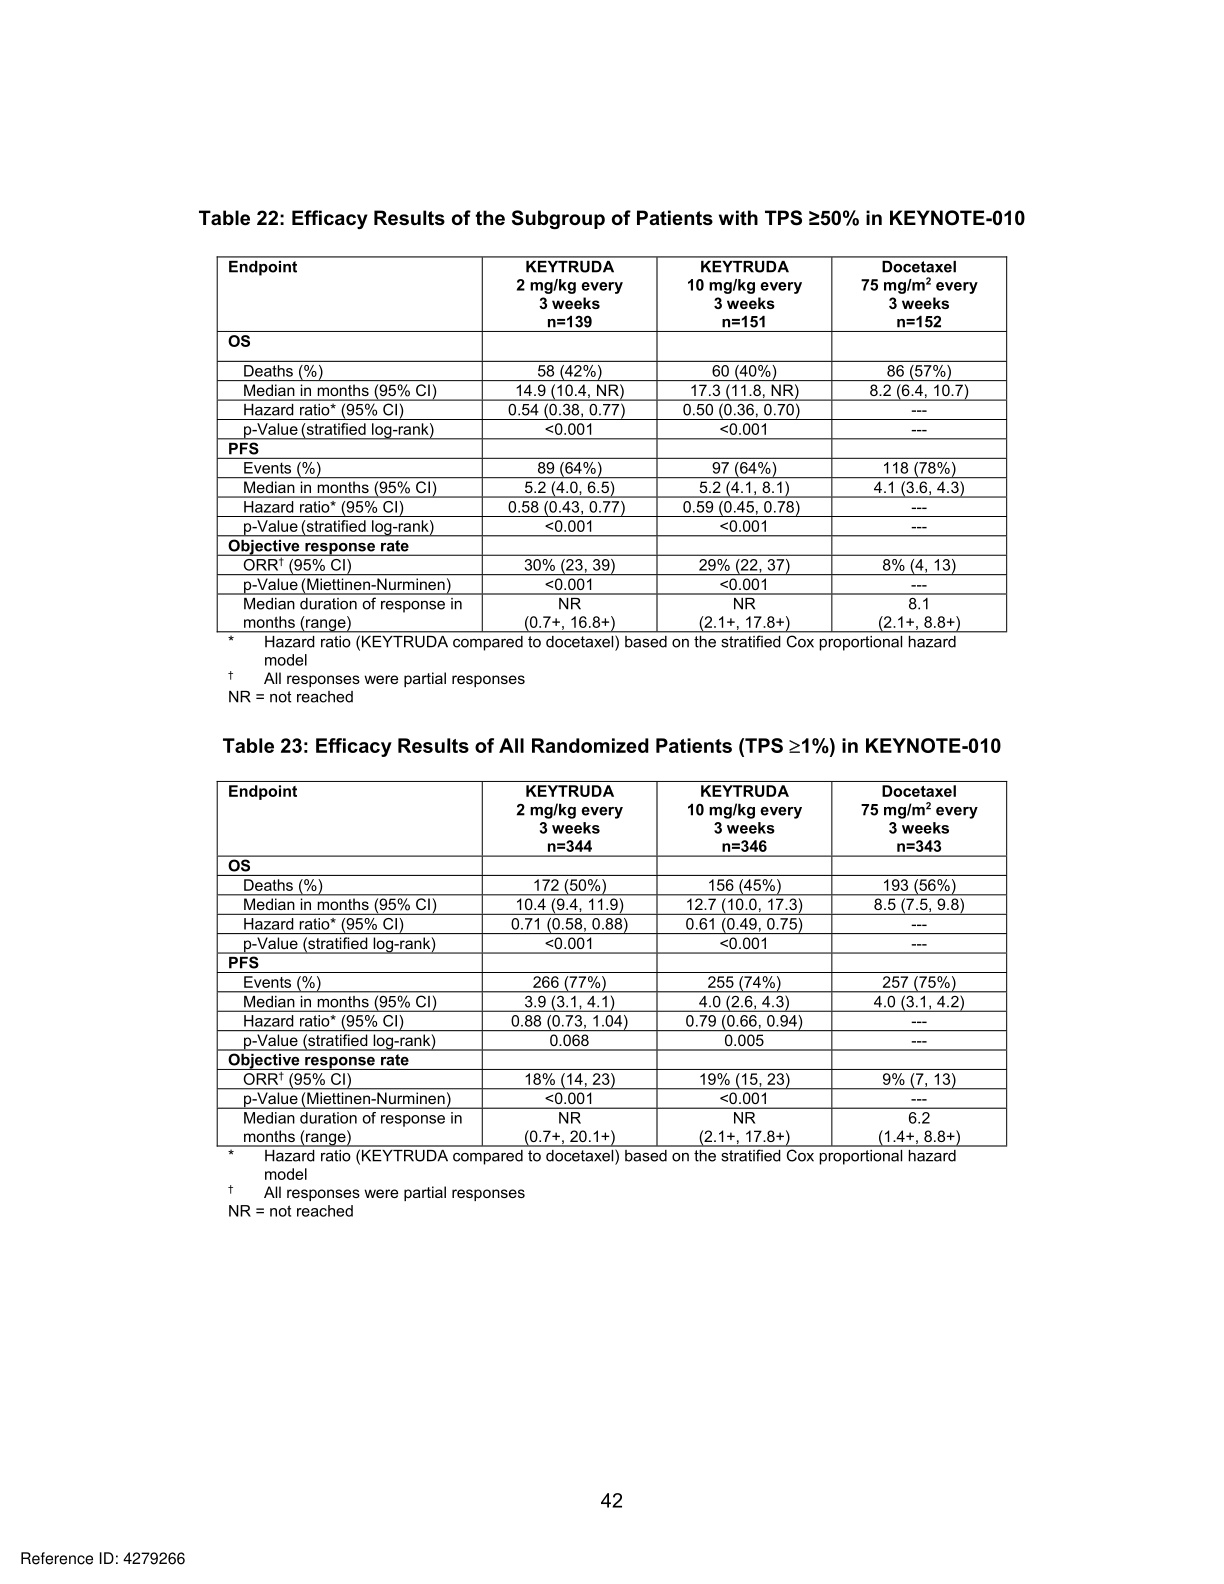 Table 22: Efficacy Results of the Subgroup of Patients with TPS ≥50% in KEYNOTE-010
Endpoint KEYTRUDA KEYTRUDA Docetaxel
2 mg/kg every 10 mg/kg every 75 mg/m² every
3 weeks 3 weeks 3 weeks
n=139 n=151 n=152
OS
Deaths (%) 58 (42%) 60 (40%) 86 (57%)
Median in months (95% CI) 14.9 (10.4, NR) 17.3 (11.8, NR) 8.2 (6.4, 10.7)
Hazard ratio* (95% CI) 0.54 (0.38, 0.77) 0.50 (0.36, 0.70) ---
p-Value (stratified log-rank) <0.001 <0.001 ---
PFS
Events (%) 89 (64%) 97 (64%) 118 (78%)
Median in months (95% CI) 5.2 (4.0, 6.5) 5.2 (4.1, 8.1) 4.1 (3.6, 4.3)
Hazard ratio* (95% CI) 0.58 (0.43, 0.77) 0.59 (0.45, 0.78) ---
p-Value (stratified log-rank) <0.001 <0.001 ---
Objective response rate
ORR† (95% CI) 30% (23, 39) 29% (22, 37) 8% (4, 13)
p-Value (Miettinen-Nurminen) <0.001 <0.001 ---
Median duration of response in NR NR 8.1
months (range) (0.7+, 16.8+) (2.1+, 17.8+) (2.1+, 8.8+)
* Hazard ratio (KEYTRUDA compared to docetaxel) based on the stratified Cox proportional hazard
model
† All responses were partial responses
NR = not reached
Table 23: Efficacy Results of All Randomized Patients (TPS ≥1%) in KEYNOTE-010
Endpoint KEYTRUDA KEYTRUDA Docetaxel
2 mg/kg every 10 mg/kg every 75 mg/m² every
3 weeks 3 weeks 3 weeks
n=344 n=346 n=343
OS
Deaths (%) 172 (50%) 156 (45%) 193 (56%)
Median in months (95% CI) 10.4 (9.4, 11.9) 12.7 (10.0, 17.3) 8.5 (7.5, 9.8)
Hazard ratio* (95% CI) 0.71 (0.58, 0.88) 0.61 (0.49, 0.75) ---
p-Value (stratified log-rank) <0.001 <0.001 ---
PFS
Events (%) 266 (77%) 255 (74%) 257 (75%)
Median in months (95% CI) 3.9 (3.1, 4.1) 4.0 (2.6, 4.3) 4.0 (3.1, 4.2)
Hazard ratio* (95% CI) 0.88 (0.73, 1.04) 0.79 (0.66, 0.94) ---
p-Value (stratified log-rank) 0.068 0.005 ---
Objective response rate
ORR† (95% CI) 18% (14, 23) 19% (15, 23) 9% (7, 13)
p-Value (Miettinen-Nurminen) <0.001 <0.001 ---
Median duration of response in NR NR 6.2
months (range) (0.7+, 20.1+) (2.1+, 17.8+) (1.4+, 8.8+)
* Hazard ratio (KEYTRUDA compared to docetaxel) based on the stratified Cox proportional hazard
model
† All responses were partial responses
NR = not reached
42
Reference ID: 4279266